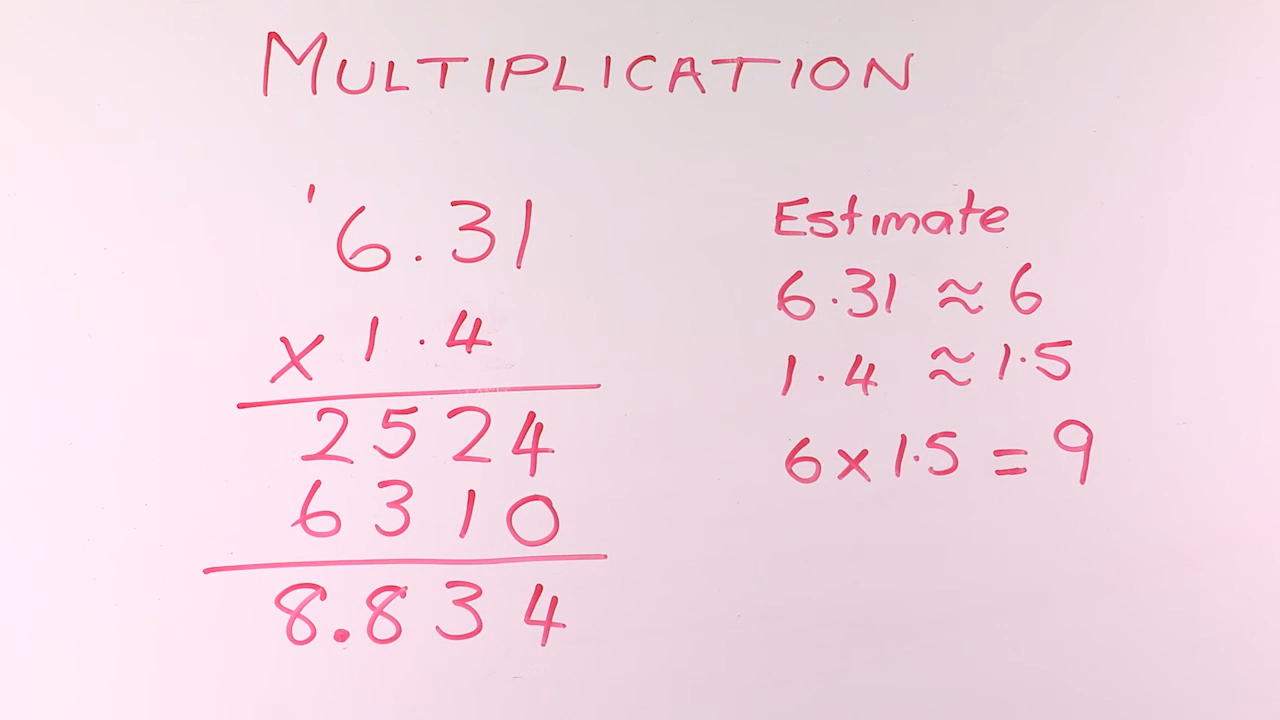 MULTIPLICATION
' 6.31
x 1.4
2524
6310
8.834
Estimate
6.31 ≈ 6
1.4 ≈ 1.5
6 x 1.5 = 9